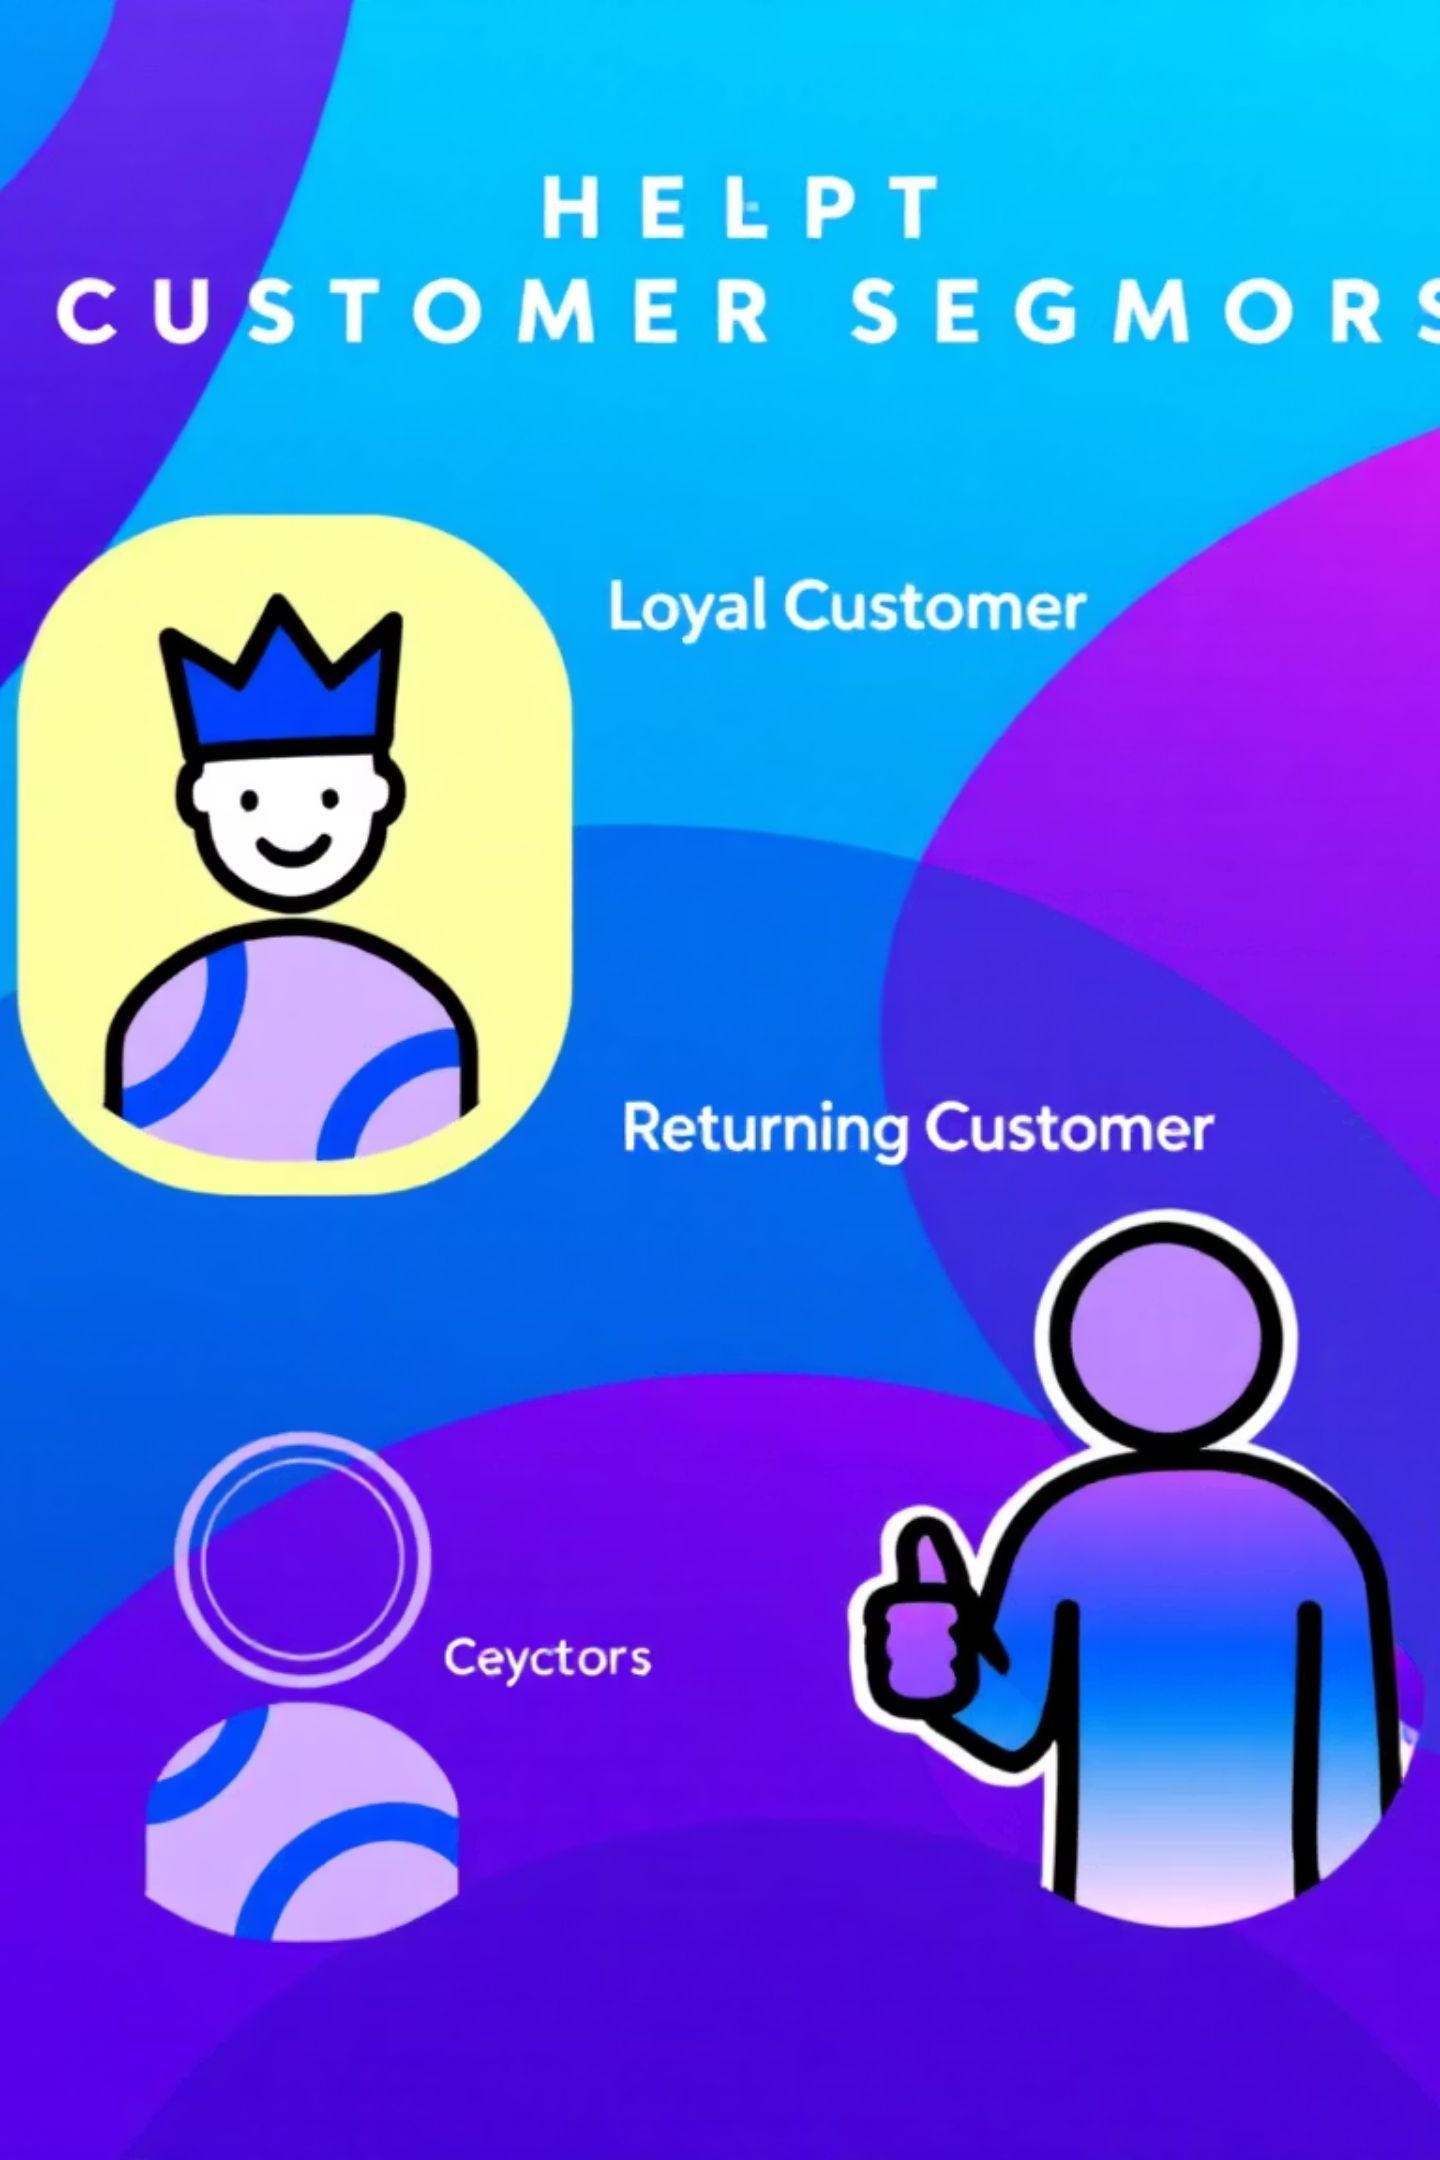 HELPT
CUSTOMER SEGMORS
Loyal Customer
Returning Customer
Ceyctors